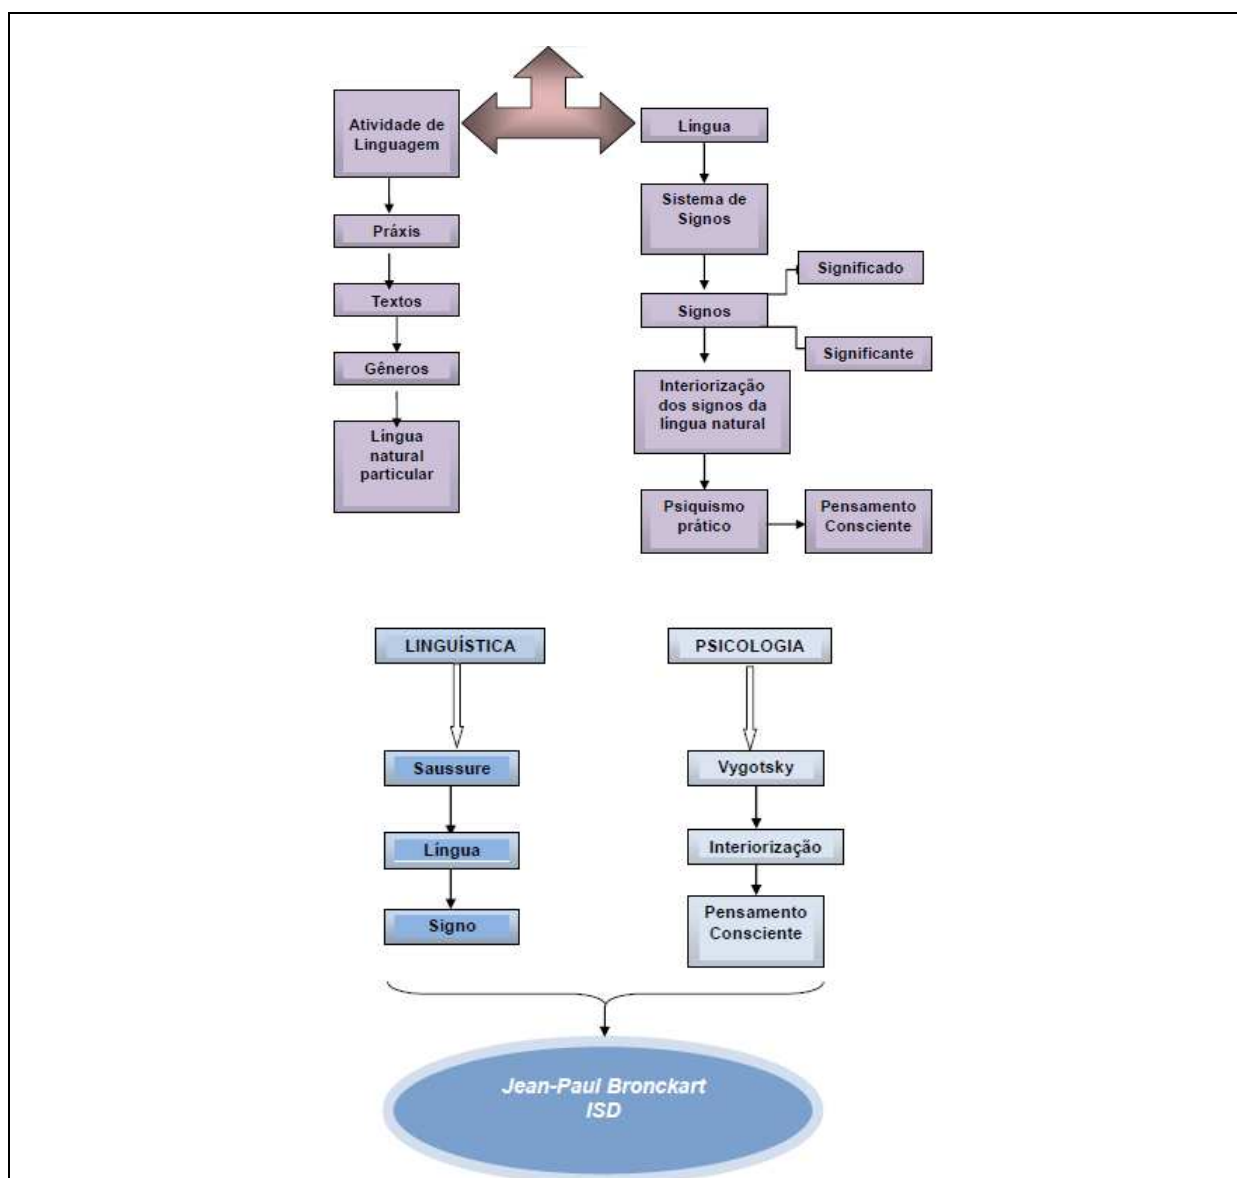 Atividade de
Linguagem
Práxis
Textos
Gêneros
Língua
natural
particular
Língua
Sistema de
Signos
Signos
Significado
Significante
Interiorização
dos signos da
língua natural
Psiquismo
prático
Pensamento
Consciente
LINGUÍSTICA
Saussure
Língua
Signo
PSICOLOGIA
Vygotsky
Interiorização
Pensamento
Consciente
Jean-Paul Bronckart
ISD